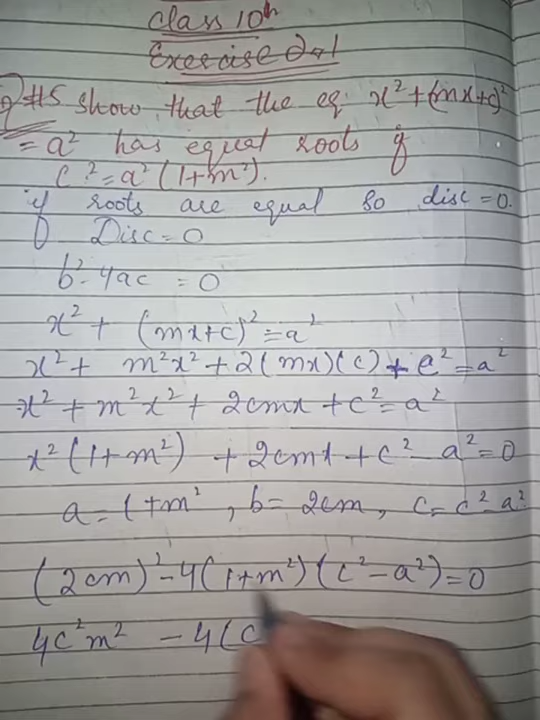 Class 10th
Exercise 2.1
Q #5 Show that the eq. x² + (mx+c)²
= a² has equal roots if
c² = a² (1+m²).
if roots are equal so disc = 0.
Disc = 0
b² - 4ac = 0
x² + (mx+c)² = a²
x² + m²x² + 2(mx)(c) + c² = a²
x² + m²x² + 2cmx + c² = a²
x² (1+m²) + 2cmx + c² - a² = 0
a = 1+m² , b = 2cm , c = c² - a²
(2cm)² - 4(1+m²)(c² - a²) = 0
4c²m² - 4(c